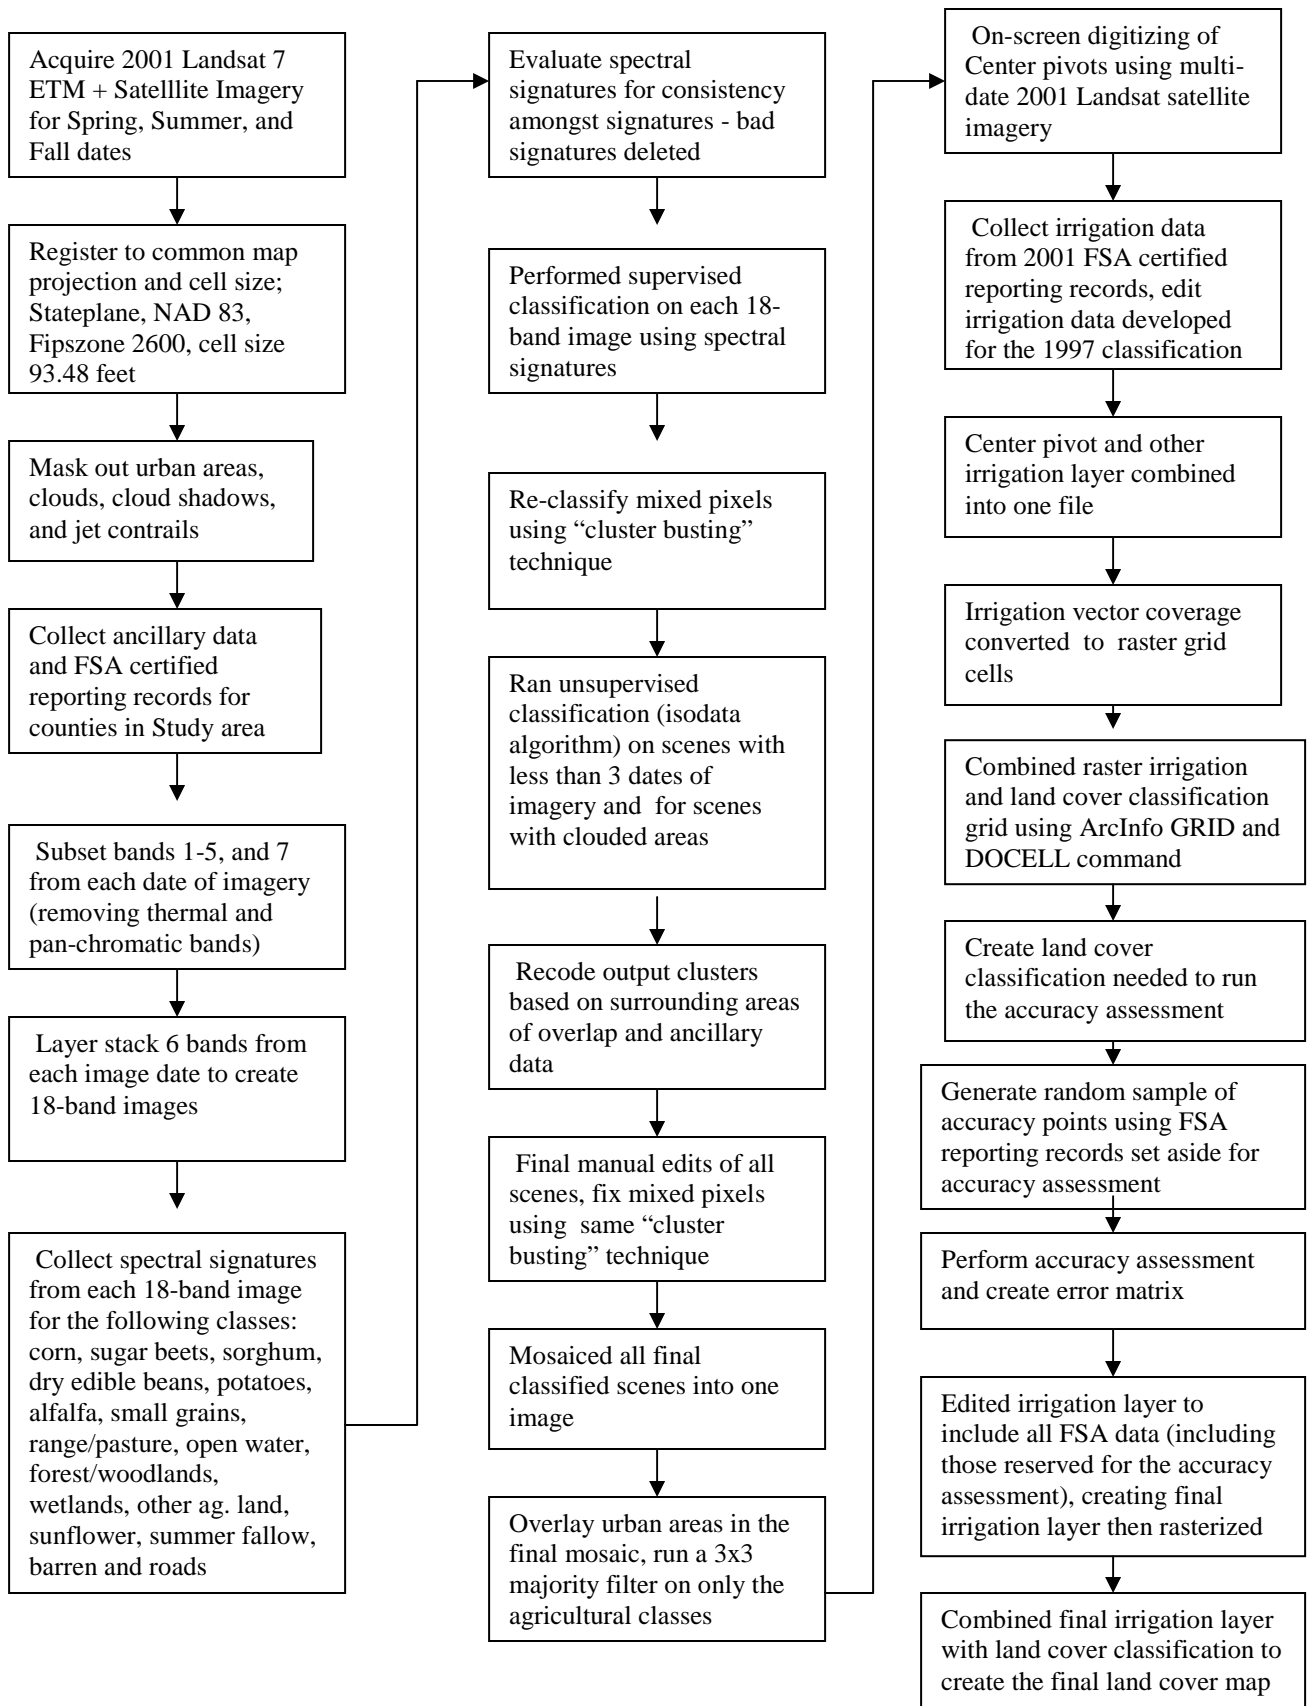 Acquire 2001 Landsat 7
ETM + Satelllite Imagery
for Spring, Summer, and
Fall dates
Register to common map
projection and cell size;
Stateplane, NAD 83,
Fipszone 2600, cell size
93.48 feet
Mask out urban areas,
clouds, cloud shadows,
and jet contrails
Collect ancillary data
and FSA certified
reporting records for
counties in Study area
Subset bands 1-5, and 7
from each date of imagery
(removing thermal and
pan-chromatic bands)
Layer stack 6 bands from
each image date to create
18-band images
Collect spectral signatures
from each 18-band image
for the following classes:
corn, sugar beets, sorghum,
dry edible beans, potatoes,
alfalfa, small grains,
range/pasture, open water,
forest/woodlands,
wetlands, other ag. land,
sunflower, summer fallow,
barren and roads
Evaluate spectral
signatures for consistency
amongst signatures - bad
signatures deleted
Performed supervised
classification on each 18-
band image using spectral
signatures
Re-classify mixed pixels
using “cluster busting”
technique
Ran unsupervised
classification (isodata
algorithm) on scenes with
less than 3 dates of
imagery and for scenes
with clouded areas
Recode output clusters
based on surrounding areas
of overlap and ancillary
data
Final manual edits of all
scenes, fix mixed pixels
using same “cluster
busting” technique
Mosaiced all final
classified scenes into one
image
Overlay urban areas in the
final mosaic, run a 3x3
majority filter on only the
agricultural classes
On-screen digitizing of
Center pivots using multi-
date 2001 Landsat satellite
imagery
Collect irrigation data
from 2001 FSA certified
reporting records, edit
irrigation data developed
for the 1997 classification
Center pivot and other
irrigation layer combined
into one file
Irrigation vector coverage
converted to raster grid
cells
Combined raster irrigation
and land cover classification
grid using ArcInfo GRID and
DOCELL command
Create land cover
classification needed to run
the accuracy assessment
Generate random sample of
accuracy points using FSA
reporting records set aside for
accuracy assessment
Perform accuracy assessment
and create error matrix
Edited irrigation layer to
include all FSA data (including
those reserved for the accuracy
assessment), creating final
irrigation layer then rasterized
Combined final irrigation layer
with land cover classification to
create the final land cover map